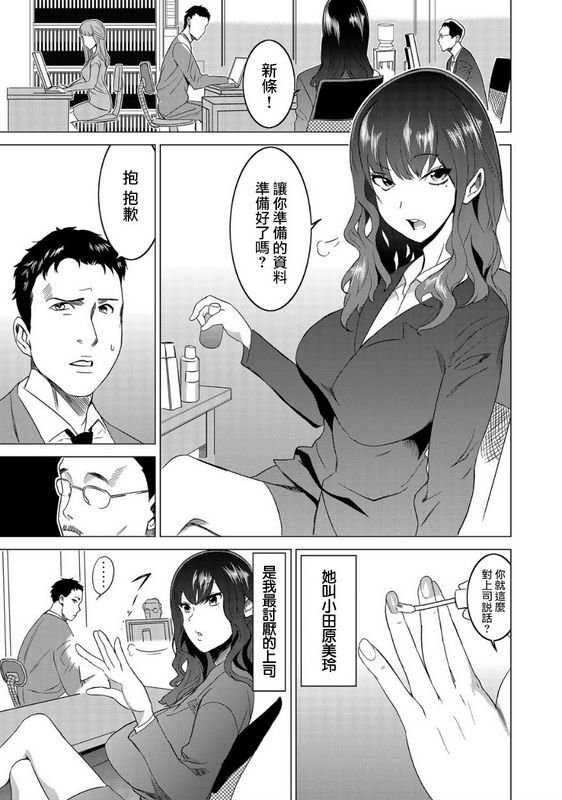 新條！
讓你準備的資料
準備好了嗎？
抱抱歉
你就這麼
對上司說話？
她叫小田原美玲
……
是我最討厭的上司